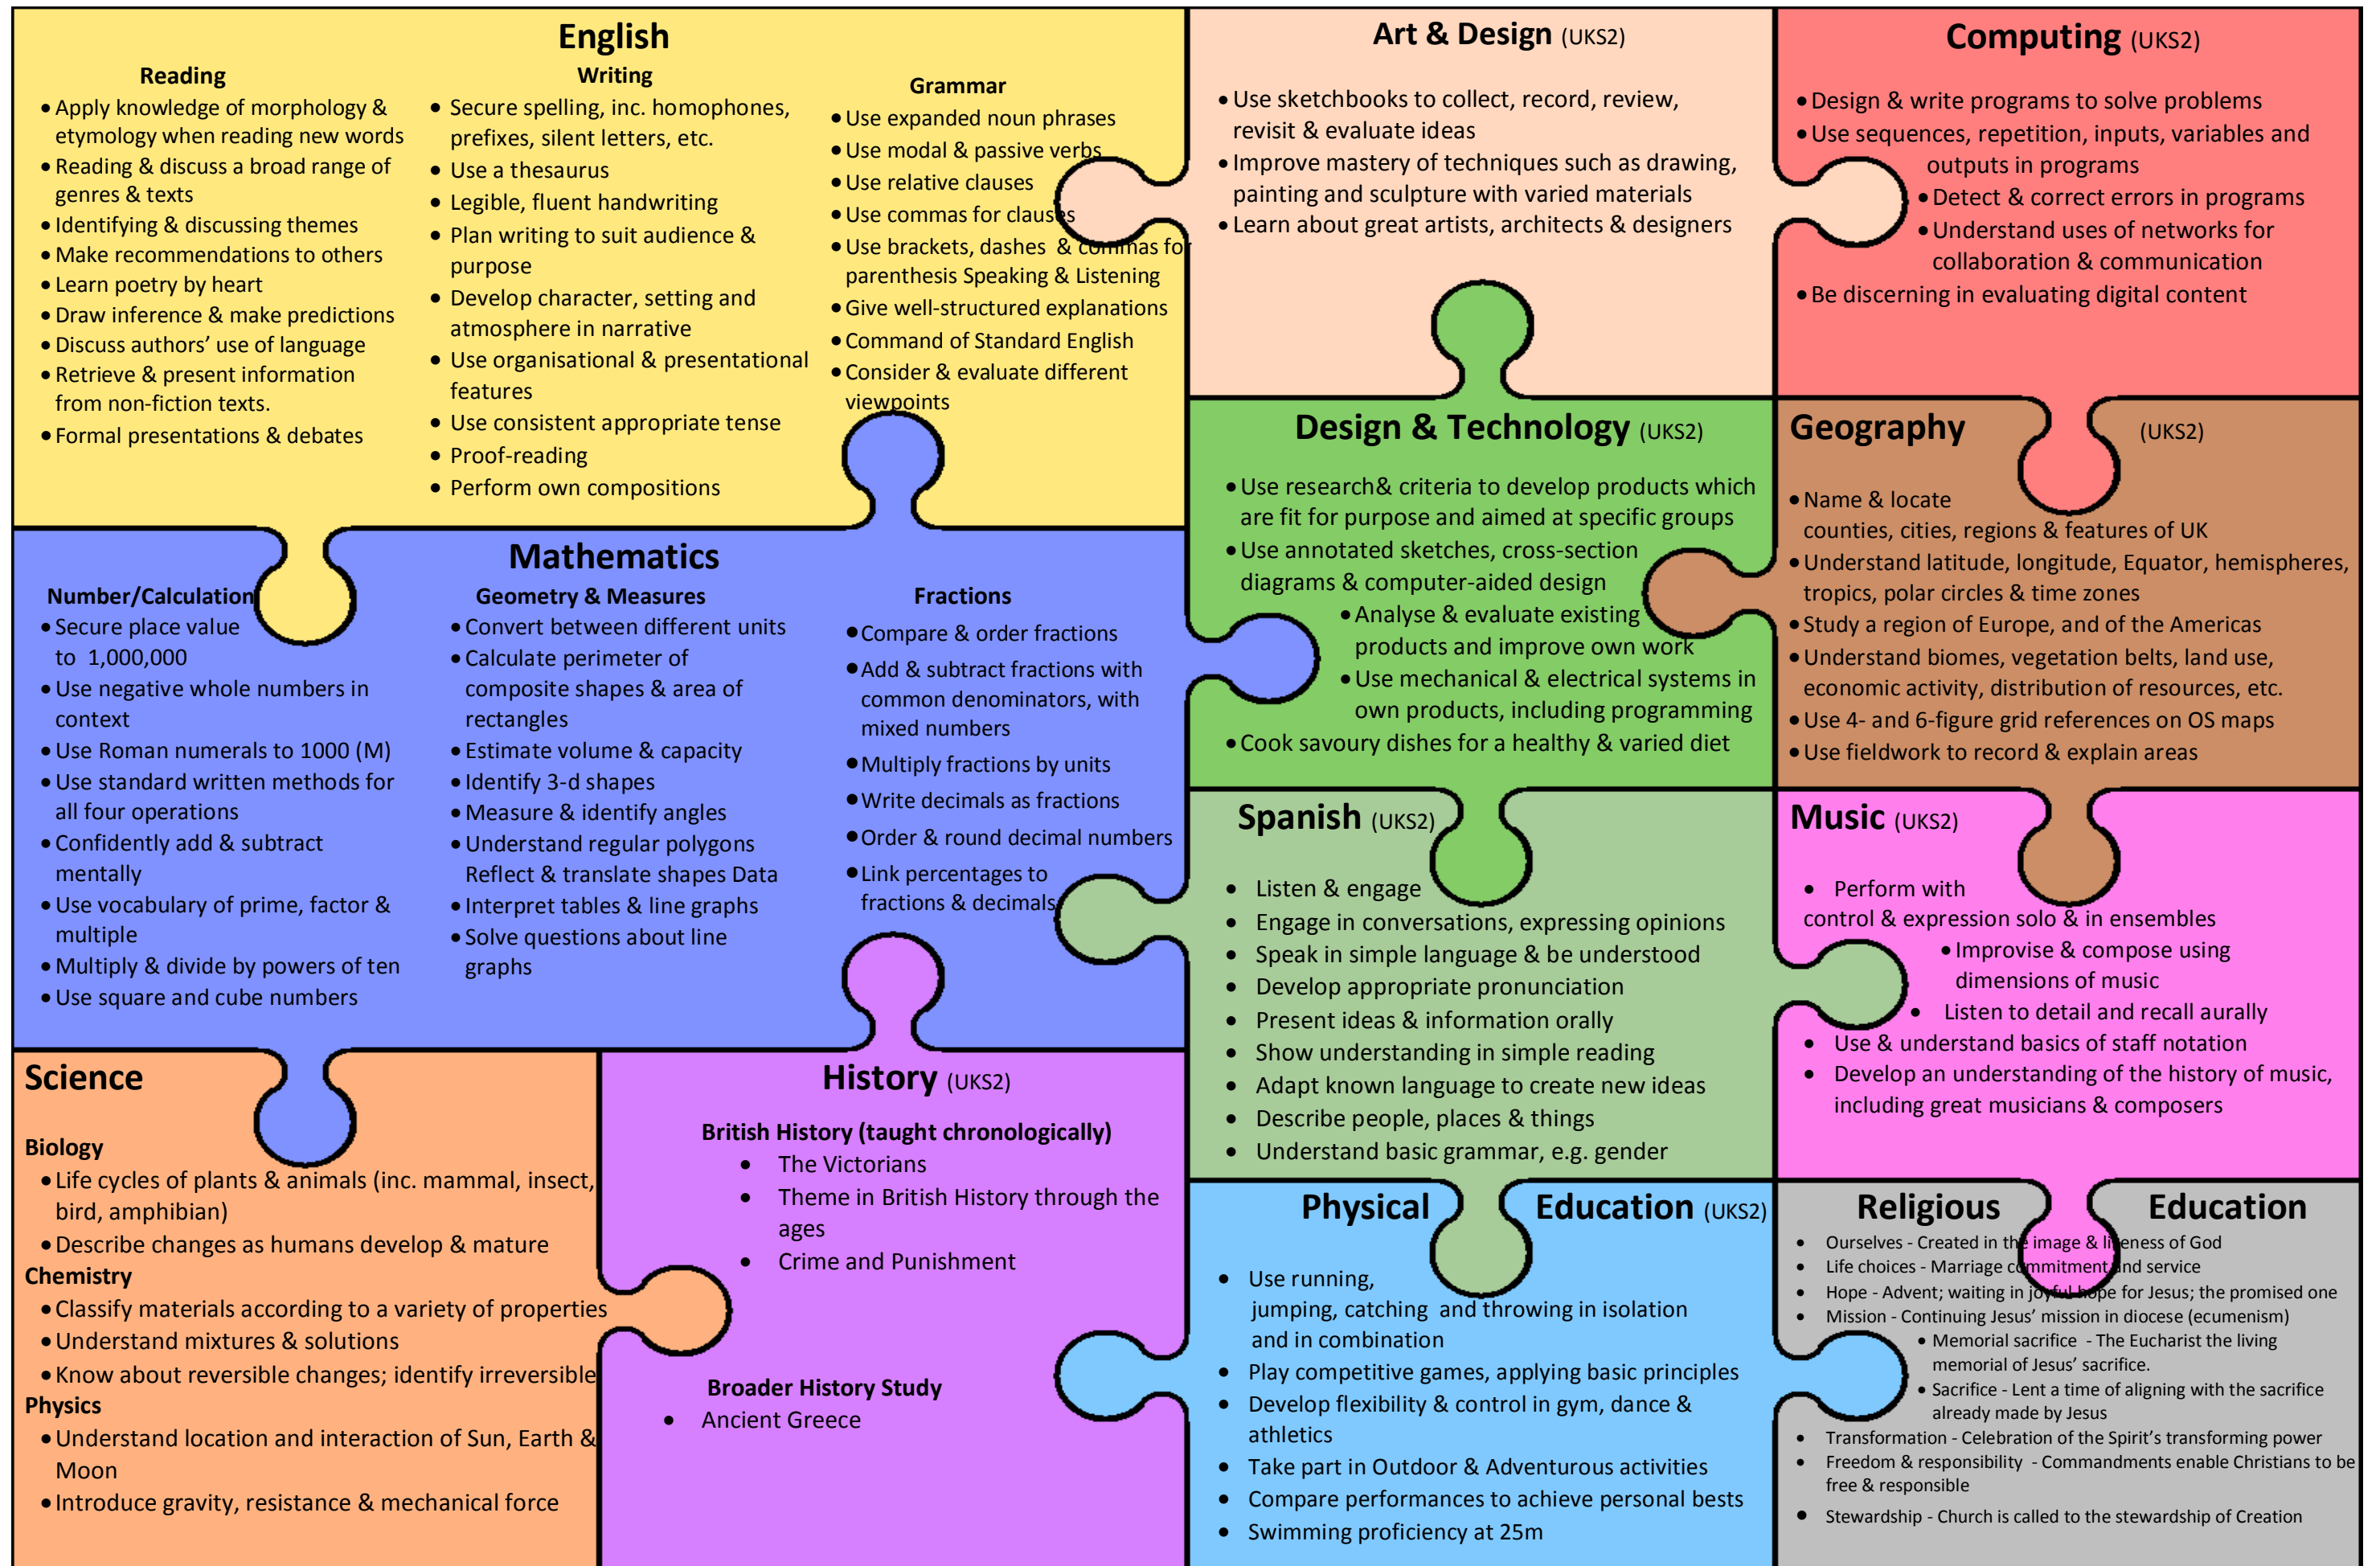 English
Reading
• Apply knowledge of morphology &
etymology when reading new words
• Reading & discuss a broad range of
genres & texts
• Identifying & discussing themes
• Make recommendations to others
• Learn poetry by heart
• Draw inference & make predictions
• Discuss authors’ use of language
• Retrieve & present information
from non-fiction texts.
• Formal presentations & debates
Writing
• Secure spelling, inc. homophones,
prefixes, silent letters, etc.
• Use a thesaurus
• Legible, fluent handwriting
• Plan writing to suit audience &
purpose
• Develop character, setting and
atmosphere in narrative
• Use organisational & presentational
features
• Use consistent appropriate tense
• Proof-reading
• Perform own compositions
Grammar
• Use expanded noun phrases
• Use modal & passive verbs
• Use relative clauses
• Use commas for clauses
• Use brackets, dashes & commas for
parenthesis Speaking & Listening
• Give well-structured explanations
• Command of Standard English
• Consider & evaluate different
viewpoints
Art & Design (UKS2)
• Use sketchbooks to collect, record, review,
revisit & evaluate ideas
• Improve mastery of techniques such as drawing,
painting and sculpture with varied materials
• Learn about great artists, architects & designers
Computing (UKS2)
• Design & write programs to solve problems
• Use sequences, repetition, inputs, variables and
outputs in programs
• Detect & correct errors in programs
• Understand uses of networks for
collaboration & communication
• Be discerning in evaluating digital content
Mathematics
Number/Calculation
• Secure place value
to 1,000,000
• Use negative whole numbers in
context
• Use Roman numerals to 1000 (M)
• Use standard written methods for
all four operations
• Confidently add & subtract
mentally
• Use vocabulary of prime, factor &
multiple
• Multiply & divide by powers of ten
• Use square and cube numbers
Geometry & Measures
• Convert between different units
• Calculate perimeter of
composite shapes & area of
rectangles
• Estimate volume & capacity
• Identify 3-d shapes
• Measure & identify angles
• Understand regular polygons
Reflect & translate shapes Data
• Interpret tables & line graphs
• Solve questions about line
graphs
Fractions
• Compare & order fractions
• Add & subtract fractions with
common denominators, with
mixed numbers
• Multiply fractions by units
• Write decimals as fractions
• Order & round decimal numbers
• Link percentages to
fractions & decimals
Design & Technology (UKS2)
• Use research& criteria to develop products which
are fit for purpose and aimed at specific groups
• Use annotated sketches, cross-section
diagrams & computer-aided design
• Analyse & evaluate existing
products and improve own work
• Use mechanical & electrical systems in
own products, including programming
• Cook savoury dishes for a healthy & varied diet
Geography (UKS2)
• Name & locate
counties, cities, regions & features of UK
• Understand latitude, longitude, Equator, hemispheres,
tropics, polar circles & time zones
• Study a region of Europe, and of the Americas
• Understand biomes, vegetation belts, land use,
economic activity, distribution of resources, etc.
• Use 4- and 6-figure grid references on OS maps
• Use fieldwork to record & explain areas
Spanish (UKS2)
• Listen & engage
• Engage in conversations, expressing opinions
• Speak in simple language & be understood
• Develop appropriate pronunciation
• Present ideas & information orally
• Show understanding in simple reading
• Adapt known language to create new ideas
• Describe people, places & things
• Understand basic grammar, e.g. gender
Music (UKS2)
• Perform with
control & expression solo & in ensembles
• Improvise & compose using
dimensions of music
• Listen to detail and recall aurally
• Use & understand basics of staff notation
• Develop an understanding of the history of music,
including great musicians & composers
Science
Biology
• Life cycles of plants & animals (inc. mammal, insect,
bird, amphibian)
• Describe changes as humans develop & mature
Chemistry
• Classify materials according to a variety of properties
• Understand mixtures & solutions
• Know about reversible changes; identify irreversible
Physics
• Understand location and interaction of Sun, Earth &
Moon
• Introduce gravity, resistance & mechanical force
History (UKS2)
British History (taught chronologically)
• The Victorians
• Theme in British History through the
ages
• Crime and Punishment
Broader History Study
• Ancient Greece
Physical Education (UKS2)
• Use running,
jumping, catching and throwing in isolation
and in combination
• Play competitive games, applying basic principles
• Develop flexibility & control in gym, dance &
athletics
• Take part in Outdoor & Adventurous activities
• Compare performances to achieve personal bests
• Swimming proficiency at 25m
Religious Education
• Ourselves - Created in the image & likeness of God
• Life choices - Marriage commitment and service
• Hope - Advent; waiting in joyful hope for Jesus; the promised one
• Mission - Continuing Jesus’ mission in diocese (ecumenism)
• Memorial sacrifice - The Eucharist the living
memorial of Jesus’ sacrifice.
• Sacrifice - Lent a time of aligning with the sacrifice
already made by Jesus
• Transformation - Celebration of the Spirit’s transforming power
• Freedom & responsibility - Commandments enable Christians to be
free & responsible
• Stewardship - Church is called to the stewardship of Creation